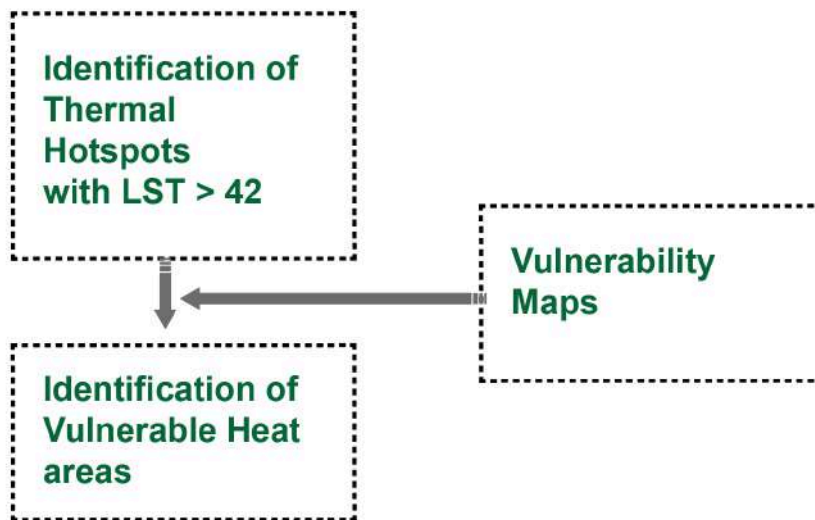 Identification of
Thermal
Hotspots
with LST > 42
Vulnerability
Maps
Identification of
Vulnerable Heat
areas